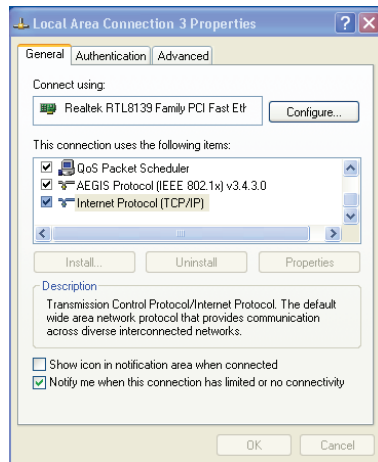 Local Area Connection 3 Properties
General Authentication Advanced
Connect using:
Realtek RTL8139 Family PCI Fast Eth
Configure...
This connection uses the following items:
QoS Packet Scheduler
AEGIS Protocol (IEEE 802.1x) v3.4.3.0
Internet Protocol (TCP/IP)
Install... Uninstall Properties
Description
Transmission Control Protocol/Internet Protocol. The default
wide area network protocol that provides communication
across diverse interconnected networks.
Show icon in notification area when connected
Notify me when this connection has limited or no connectivity
OK Cancel